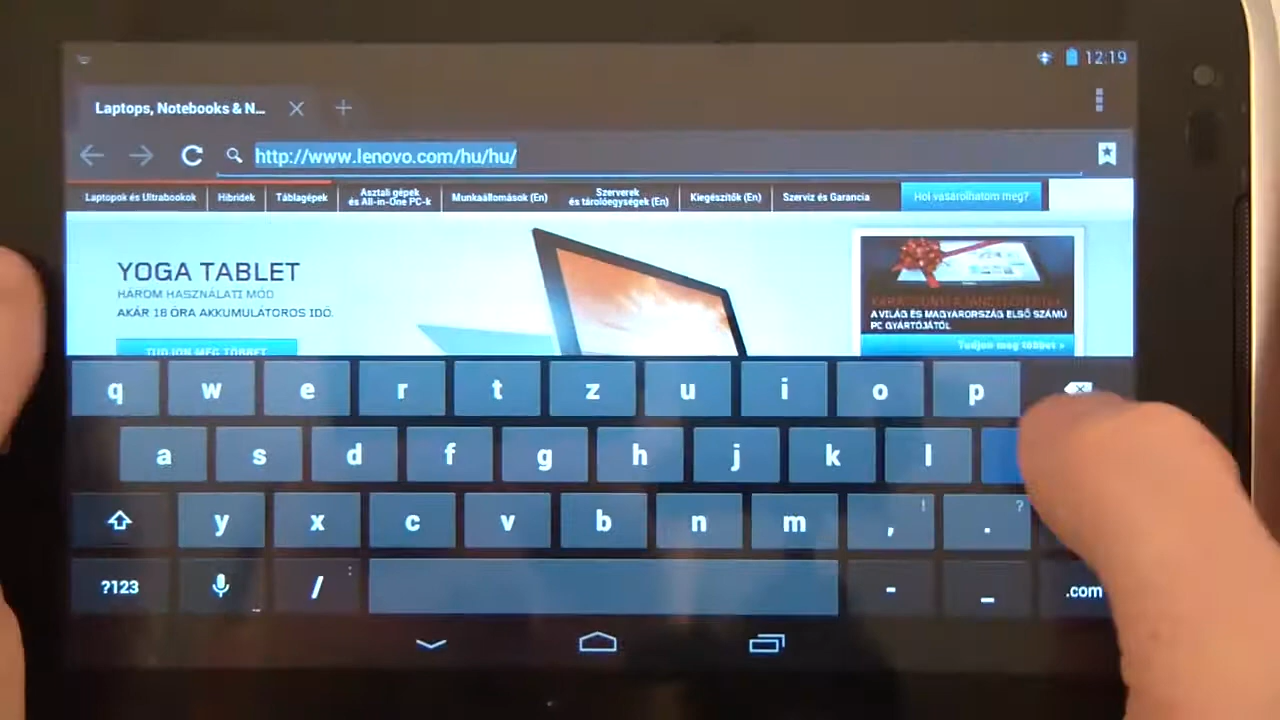 12:19
Laptops, Notebooks & N...
http://www.lenovo.com/hu/hu/
Laptopok és Ultrabookok
Hibridek
Táblagépek
Asztali gépek
és All-in-One PC-k
Munkaállomások (En)
Szerverek
és tárolóegységek (En)
Kiegészítők (En)
Szerviz és Garancia
Hol vásárolhatom meg?
YOGA TABLET
HÁROM HASZNÁLATI MÓD
AKÁR 18 ÓRA AKKUMULÁTOROS IDŐ.
TUDJON MEG TÖBBET
A VILÁG ÉS MAGYARORSZÁG ELSŐ SZÁMÚ
PC GYÁRTÓJÁTÓL
Tudjon meg többet »
q w e r t z u i o p
a s d f g h j k l
y x c v b n m , ! . ?
?123 / : - _ .com